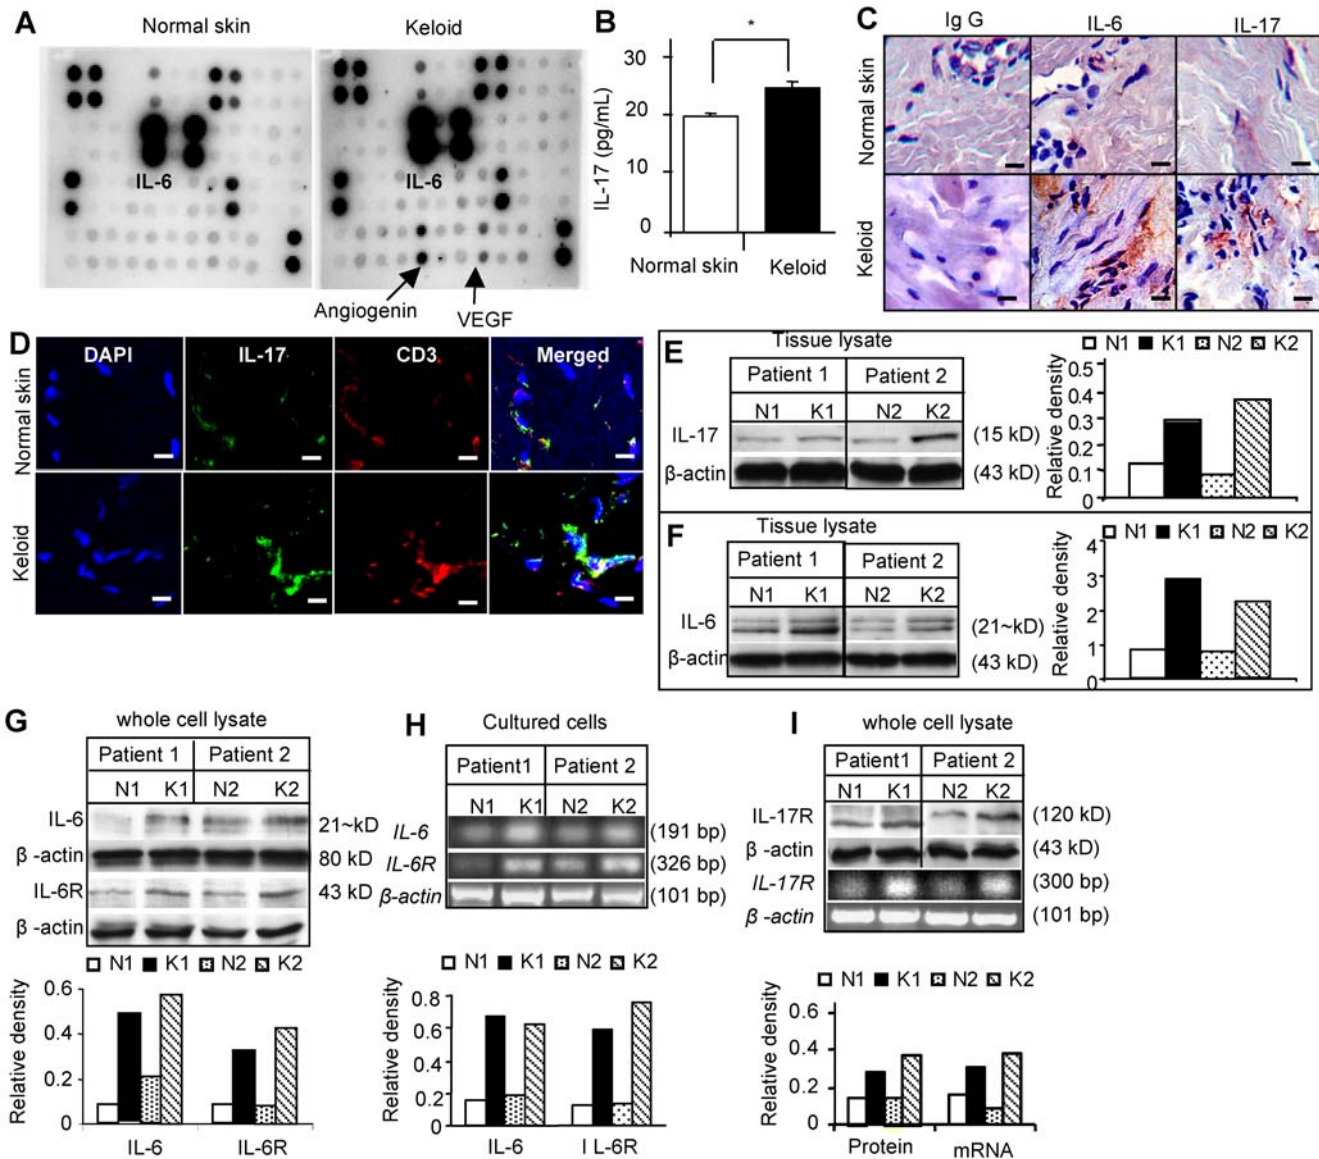 A
Normal skin
Keloid
IL-6
IL-6
Angiogenin
VEGF
B
*
IL-17 (pg/mL)
30
20
10
0
Normal skin
Keloid
C
Ig G
IL-6
IL-17
Normal skin
Keloid
D
DAPI
IL-17
CD3
Merged
Normal skin
Keloid
E
Tissue lysate
Patient 1
Patient 2
N1
K1
N2
K2
IL-17
(15 kD)
β-actin
(43 kD)
N1
K1
N2
K2
Relative density
0.5
0.3
0.2
0.1
0
F
Tissue lysate
Patient 1
Patient 2
N1
K1
N2
K2
IL-6
(21~kD)
β-actin
(43 kD)
N1
K1
N2
K2
Relative density
4
2
1
0
G
whole cell lysate
Patient 1
Patient 2
N1
K1
N2
K2
IL-6
21~kD
β -actin
80 kD
IL-6R
43 kD
β -actin
N1
K1
N2
K2
Relative density
0.6
0.4
0.2
0
IL-6
IL-6R
H
Cultured cells
Patient1
Patient 2
N1
K1
N2
K2
IL-6
(191 bp)
IL-6R
(326 bp)
β-actin
(101 bp)
N1
K1
N2
K2
Relative density
0.8
0.6
0.4
0.2
0
IL-6
I L-6R
I
whole cell lysate
Patient1
Patient 2
N1
K1
N2
K2
IL-17R
(120 kD)
β -actin
(43 kD)
IL-17R
(300 bp)
β -actin
(101 bp)
N1
K1
N2
K2
Relative density
0.6
0.4
0.2
0
Protein
mRNA